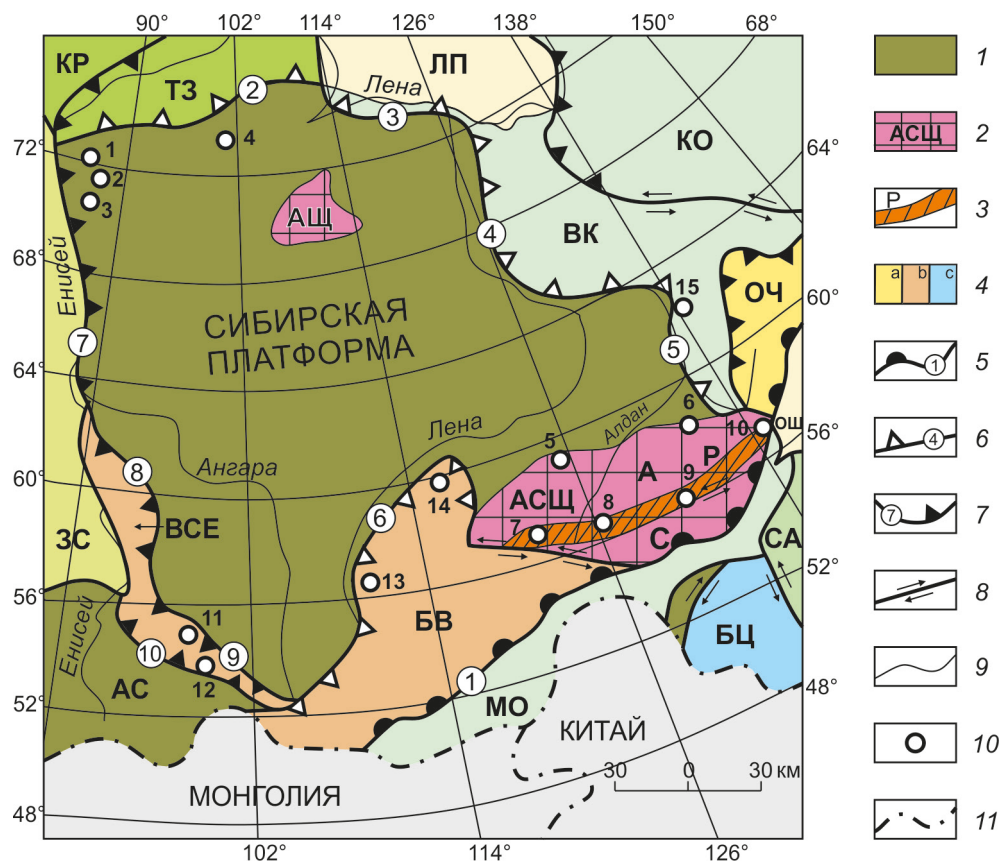 90°
102°
114°
126°
138°
150°
68°
КР
ТЗ
2
Лена
ЛП
3
КО
64°
72°
1
2
3
4
АЩ
4
ВК
68°
Енисей
15
ОЧ
60°
СИБИРСКАЯ
ПЛАТФОРМА
7
5
64°
Лена
Алдан
6
10
ОШ
56°
8
Ангара
5
А
Р
60°
14
АСЩ
9
6
8
7
ВСЕ
С
СА
ЗС
13
52°
56°
БВ
БЦ
Енисей
11
10
9
12
АС
1
МО
48°
52°
КИТАЙ
30
0
30 км
МОНГОЛИЯ
48°
102°
114°
126°
1
АСЩ
2
Р
3
a
b
c
4
1
5
4
6
7
7
8
9
10
11